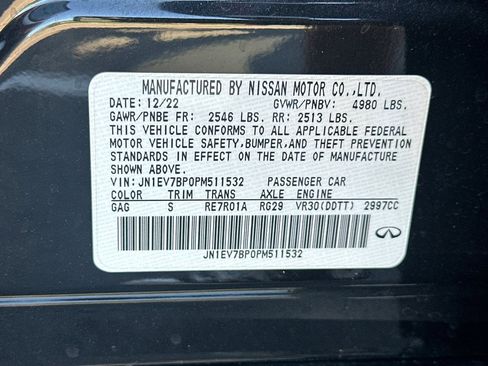 MANUFACTURED BY NISSAN MOTOR CO.,LTD.
DATE: 12/22 GVWR/PNBV: 4980 LBS.
GAWR/PNBE FR: 2546 LBS. RR: 2513 LBS.
THIS VEHICLE CONFORMS TO ALL APPLICABLE FEDERAL
MOTOR VEHICLE SAFETY, BUMPER, AND THEFT PREVENTION
STANDARDS IN EFFECT ON THE DATE OF MANUFACTURE
SHOWN ABOVE.
VIN: JN1EV7BP0PM511532 PASSENGER CAR
COLOR TRIM TRANS AXLE ENGINE
GAG S RE7R01A RG29 VR30(DDTT) 2997CC
JN1EV7BP0PM511532